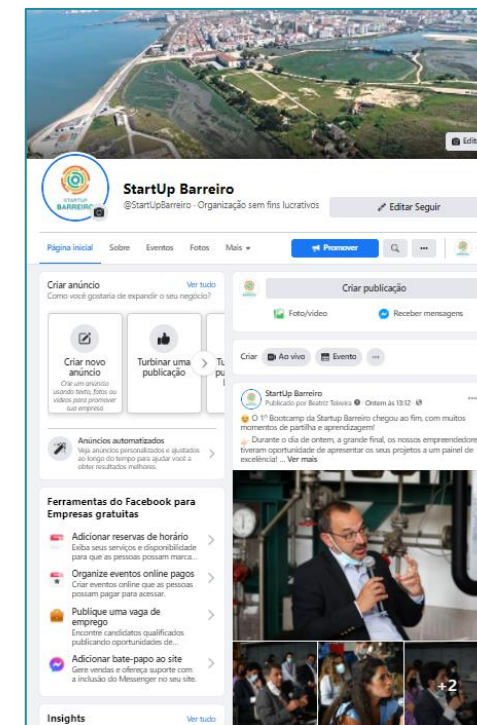 Edit
STARTUP
BARREIRO
StartUp Barreiro
@StartUpBarreiro · Organização sem fins lucrativos
Editar Seguir
Página inicial Sobre Eventos Fotos Mais
Promover
Criar anúncio Ver tudo
Como você gostaria de expandir o seu negócio?
Criar novo
anúncio
Crie um anúncio
usando texto, fotos ou
vídeos para promover
sua empresa
Turbinar uma
publicação
Tu
pu
Anúncios automatizados
Veja anúncios personalizados e ajustados
ao longo do tempo para ajudar você a
obter resultados melhores.
Ferramentas do Facebook para
Empresas gratuitas
Adicionar reservas de horário
Exiba seus serviços e disponibilidade
para que as pessoas possam marca...
Organize eventos online pagos
Criar eventos online que as pessoas
possam pagar para acessar.
Publique uma vaga de
emprego
Encontre candidatos qualificados
publicando oportunidades de...
Adicionar bate-papo ao site
Gere vendas e ofereça suporte com
a inclusão do Messenger no seu site.
Insights Ver tudo
Criar publicação
Foto/vídeo Receber mensagens
Criar Ao vivo Evento
StartUp Barreiro
Publicado por Beatriz Teixeira Ontem às 13:12
O 1º Bootcamp da Startup Barreiro chegou ao fim, com muitos
momentos de partilha e aprendizagem!
Durante o dia de ontem, a grande final, os nossos empreendedore
tiveram oportunidade de apresentar os seus projetos a um painel de
excelência! ... Ver mais
+2